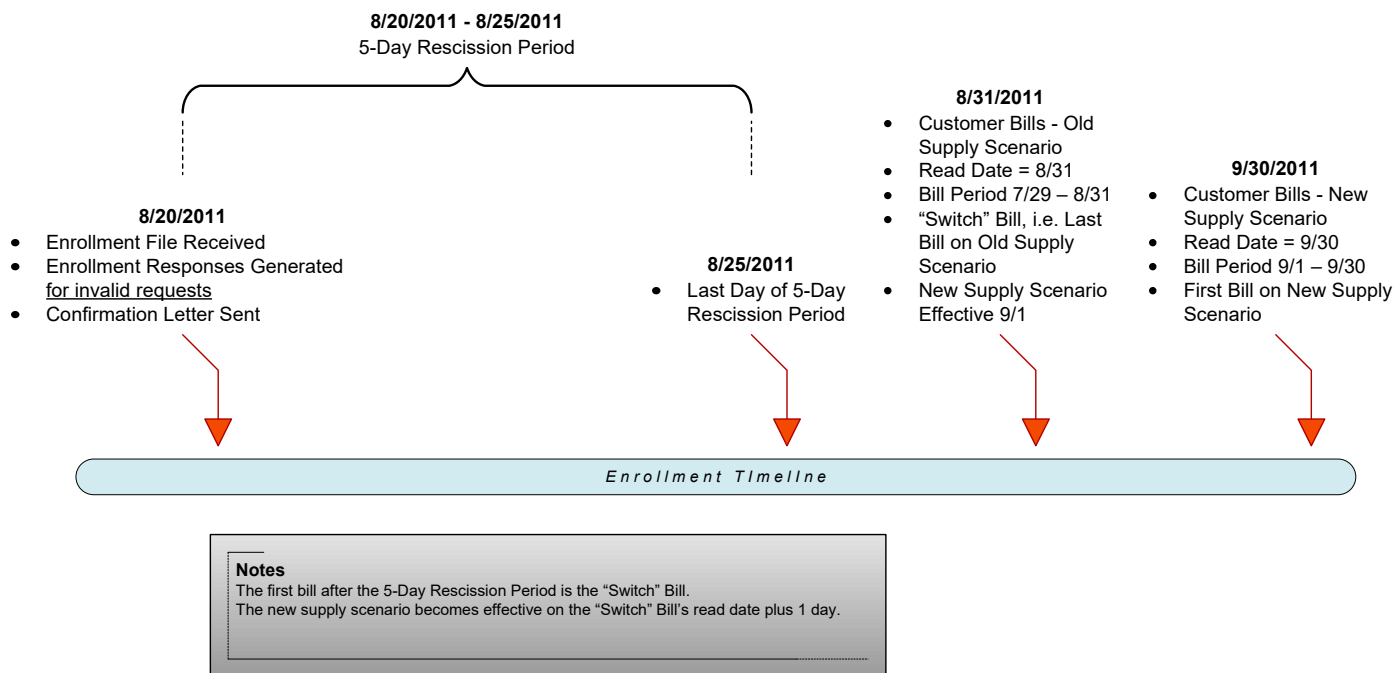 8/20/2011 - 8/25/2011
5-Day Rescission Period
8/20/2011
• Enrollment File Received
• Enrollment Responses Generated
for invalid requests
• Confirmation Letter Sent
8/25/2011
• Last Day of 5-Day
Rescission Period
8/31/2011
• Customer Bills - Old
Supply Scenario
• Read Date = 8/31
• Bill Period 7/29 – 8/31
• “Switch” Bill, i.e. Last
Bill on Old Supply
Scenario
• New Supply Scenario
Effective 9/1
9/30/2011
• Customer Bills - New
Supply Scenario
• Read Date = 9/30
• Bill Period 9/1 – 9/30
• First Bill on New Supply
Scenario
Enrollment TImelIne
Notes
The first bill after the 5-Day Rescission Period is the “Switch” Bill.
The new supply scenario becomes effective on the “Switch” Bill’s read date plus 1 day.